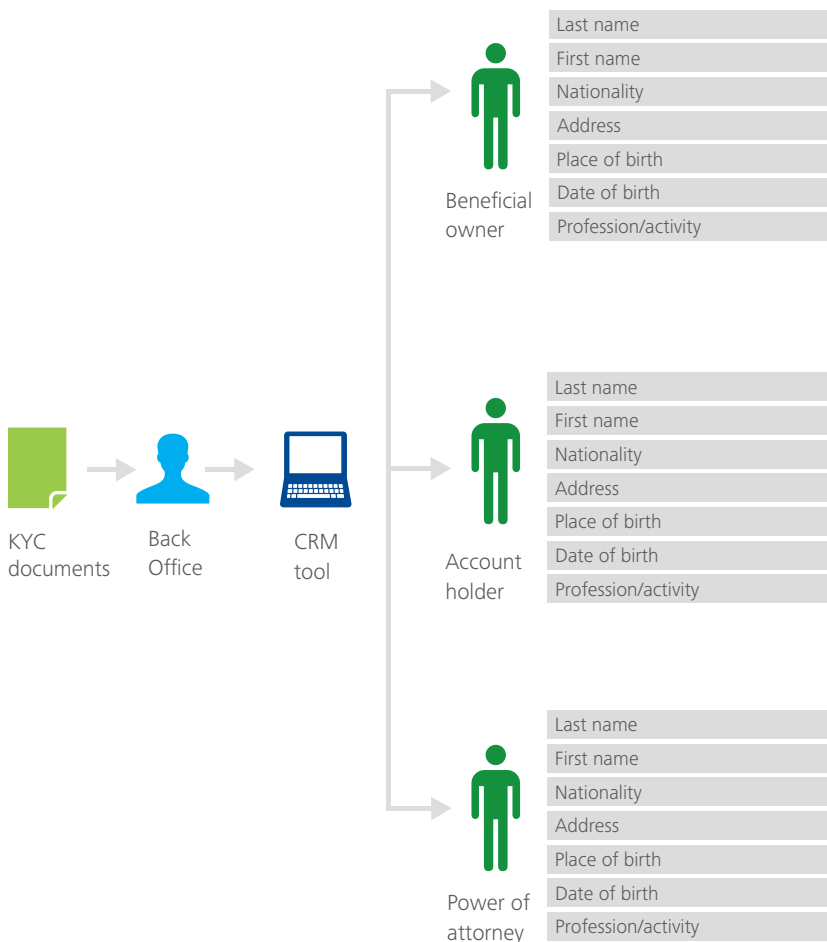 Last name
First name
Nationality
Address
Place of birth
Date of birth
Profession/activity
Beneficial
owner
KYC
documents
Back
Office
CRM
tool
Last name
First name
Nationality
Address
Place of birth
Date of birth
Profession/activity
Account
holder
Last name
First name
Nationality
Address
Place of birth
Date of birth
Profession/activity
Power of
attorney